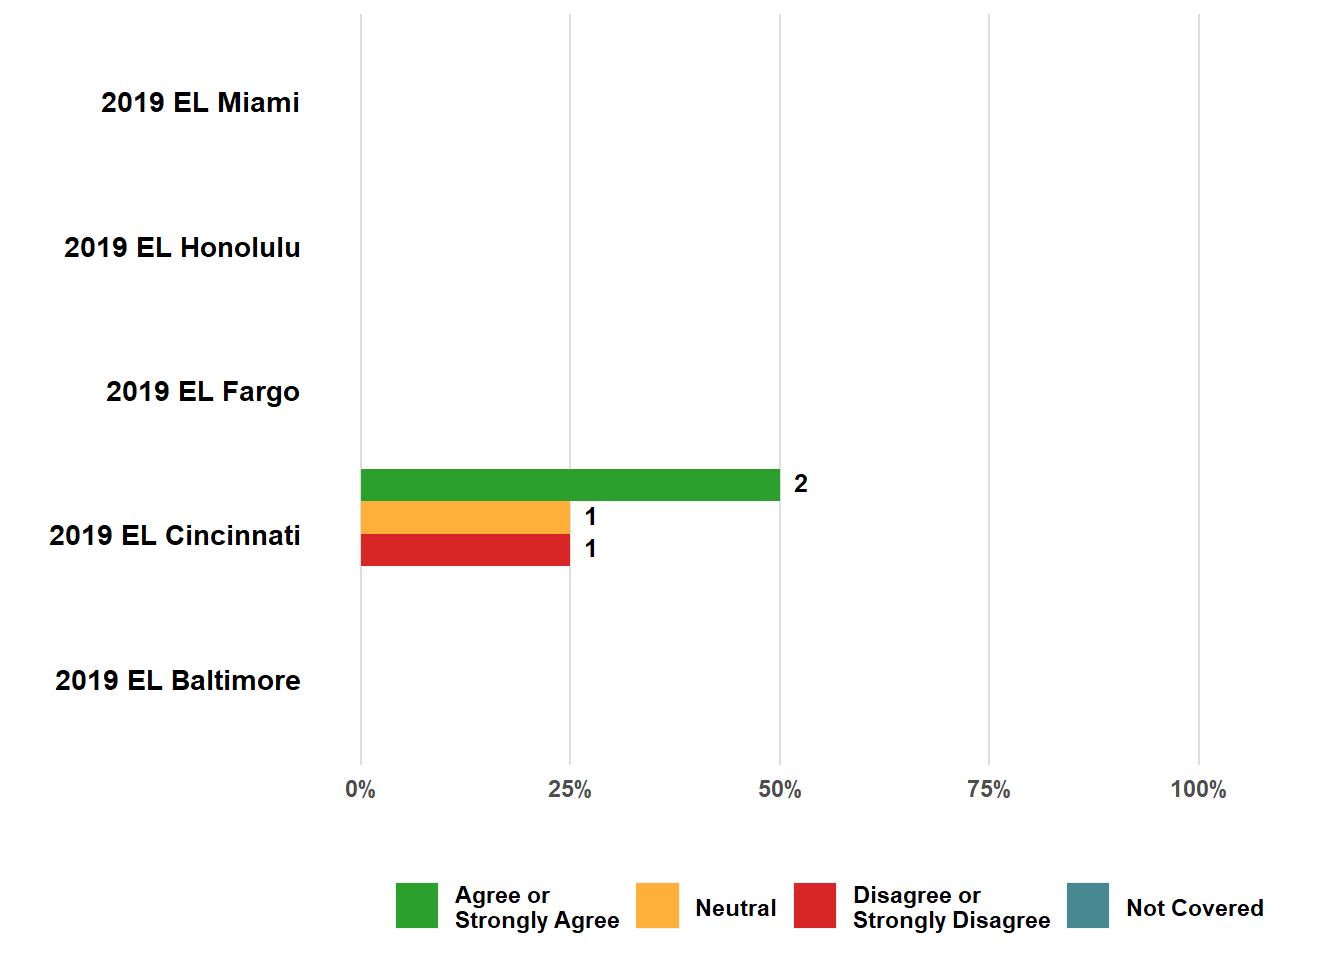 2019 EL Miami
2019 EL Honolulu
2019 EL Fargo
2
1
2019 EL Cincinnati
1
2019 EL Baltimore
0%
25%
50%
75%
100%
Agree or
Strongly Agree
Neutral
Disagree or
Strongly Disagree
Not Covered